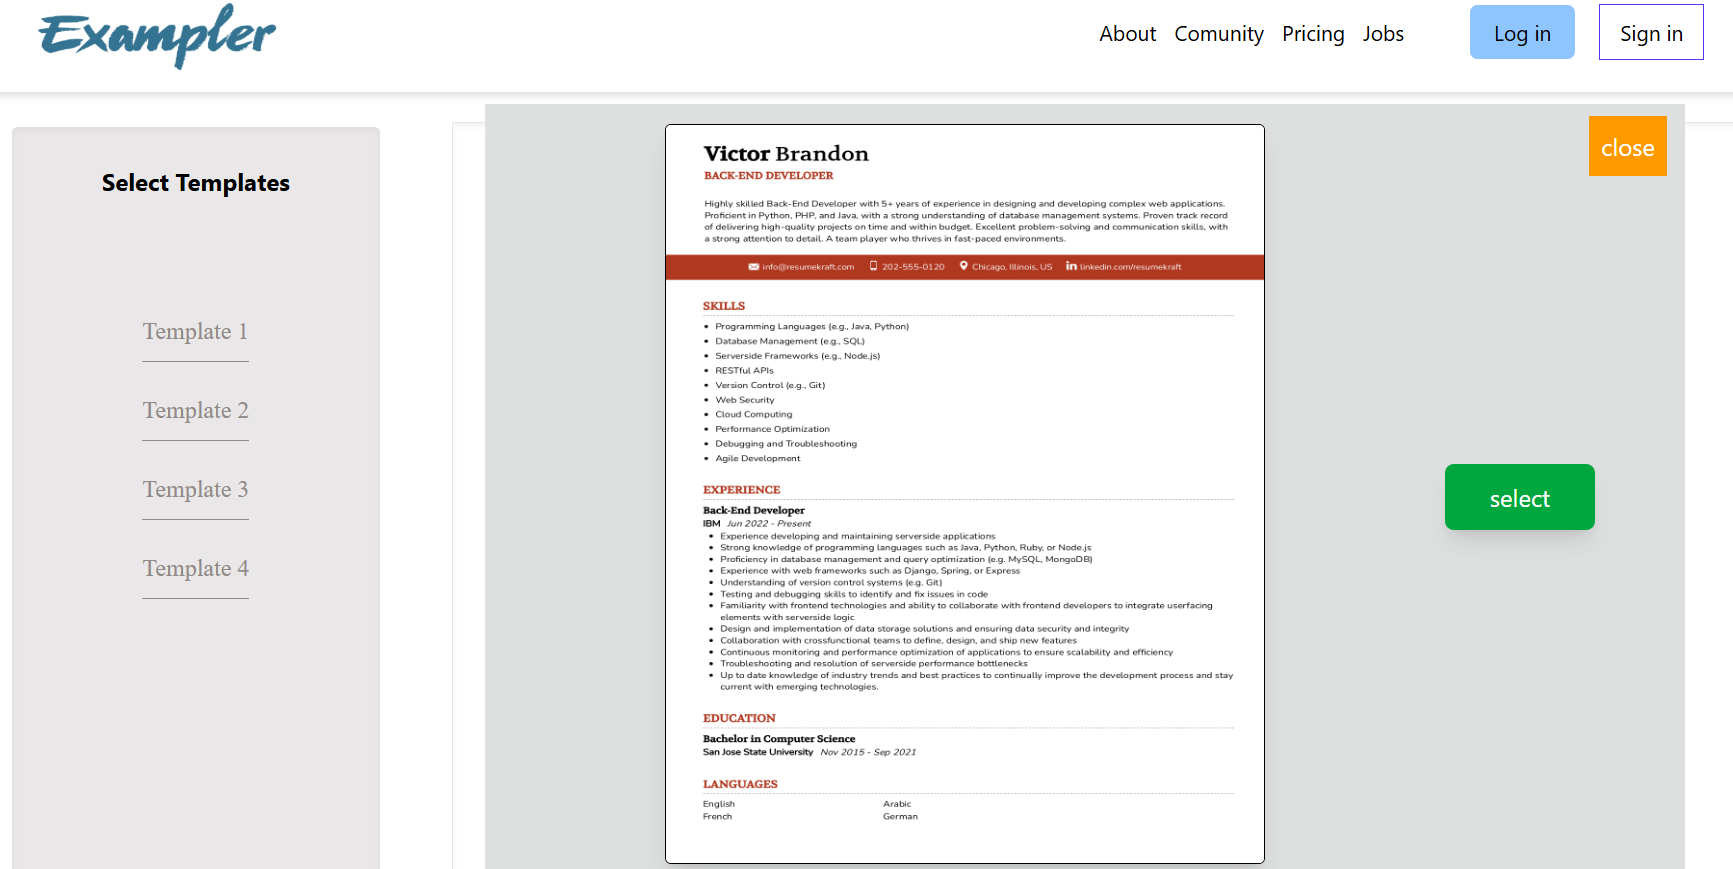 Exampler
About Comunity Pricing Jobs Log in Sign in
Select Templates
Template 1
Template 2
Template 3
Template 4
close
select
Victor Brandon
BACK-END DEVELOPER
Highly skilled Back-End Developer with 5+ years of experience in designing and developing complex web applications.
Proficient in Python, PHP, and Java, with a strong understanding of database management systems. Proven track record
of delivering high-quality projects on time and within budget. Excellent problem-solving and communication skills, with
a strong attention to detail. A team player who thrives in fast-paced environments.
info@resumekraft.com 202-555-0120 Chicago, Illinois, US linkedin.com/resumekraft
SKILLS
• Programming Languages (e.g., Java, Python)
• Database Management (e.g., SQL)
• Serverside Frameworks (e.g., Node.js)
• RESTful APIs
• Version Control (e.g., Git)
• Web Security
• Cloud Computing
• Performance Optimization
• Debugging and Troubleshooting
• Agile Development
EXPERIENCE
Back-End Developer
IBM Jun 2022 - Present
• Experience developing and maintaining serverside applications
• Strong knowledge of programming languages such as Java, Python, Ruby, or Node.js
• Proficiency in database management and query optimization (e.g. MySQL, MongoDB)
• Experience with web frameworks such as Django, Spring, or Express
• Understanding of version control systems (e.g. Git)
• Testing and debugging skills to identify and fix issues in code
• Familiarity with frontend technologies and ability to collaborate with frontend developers to integrate userfacing
elements with serverside logic
• Design and implementation of data storage solutions and ensuring data security and integrity
• Collaboration with crossfunctional teams to define, design, and ship new features
• Continuous monitoring and performance optimization of applications to ensure scalability and efficiency
• Troubleshooting and resolution of serverside performance bottlenecks
• Up to date knowledge of industry trends and best practices to continually improve the development process and stay
current with emerging technologies.
EDUCATION
Bachelor in Computer Science
San Jose State University Nov 2015 - Sep 2021
LANGUAGES
English Arabic
French German